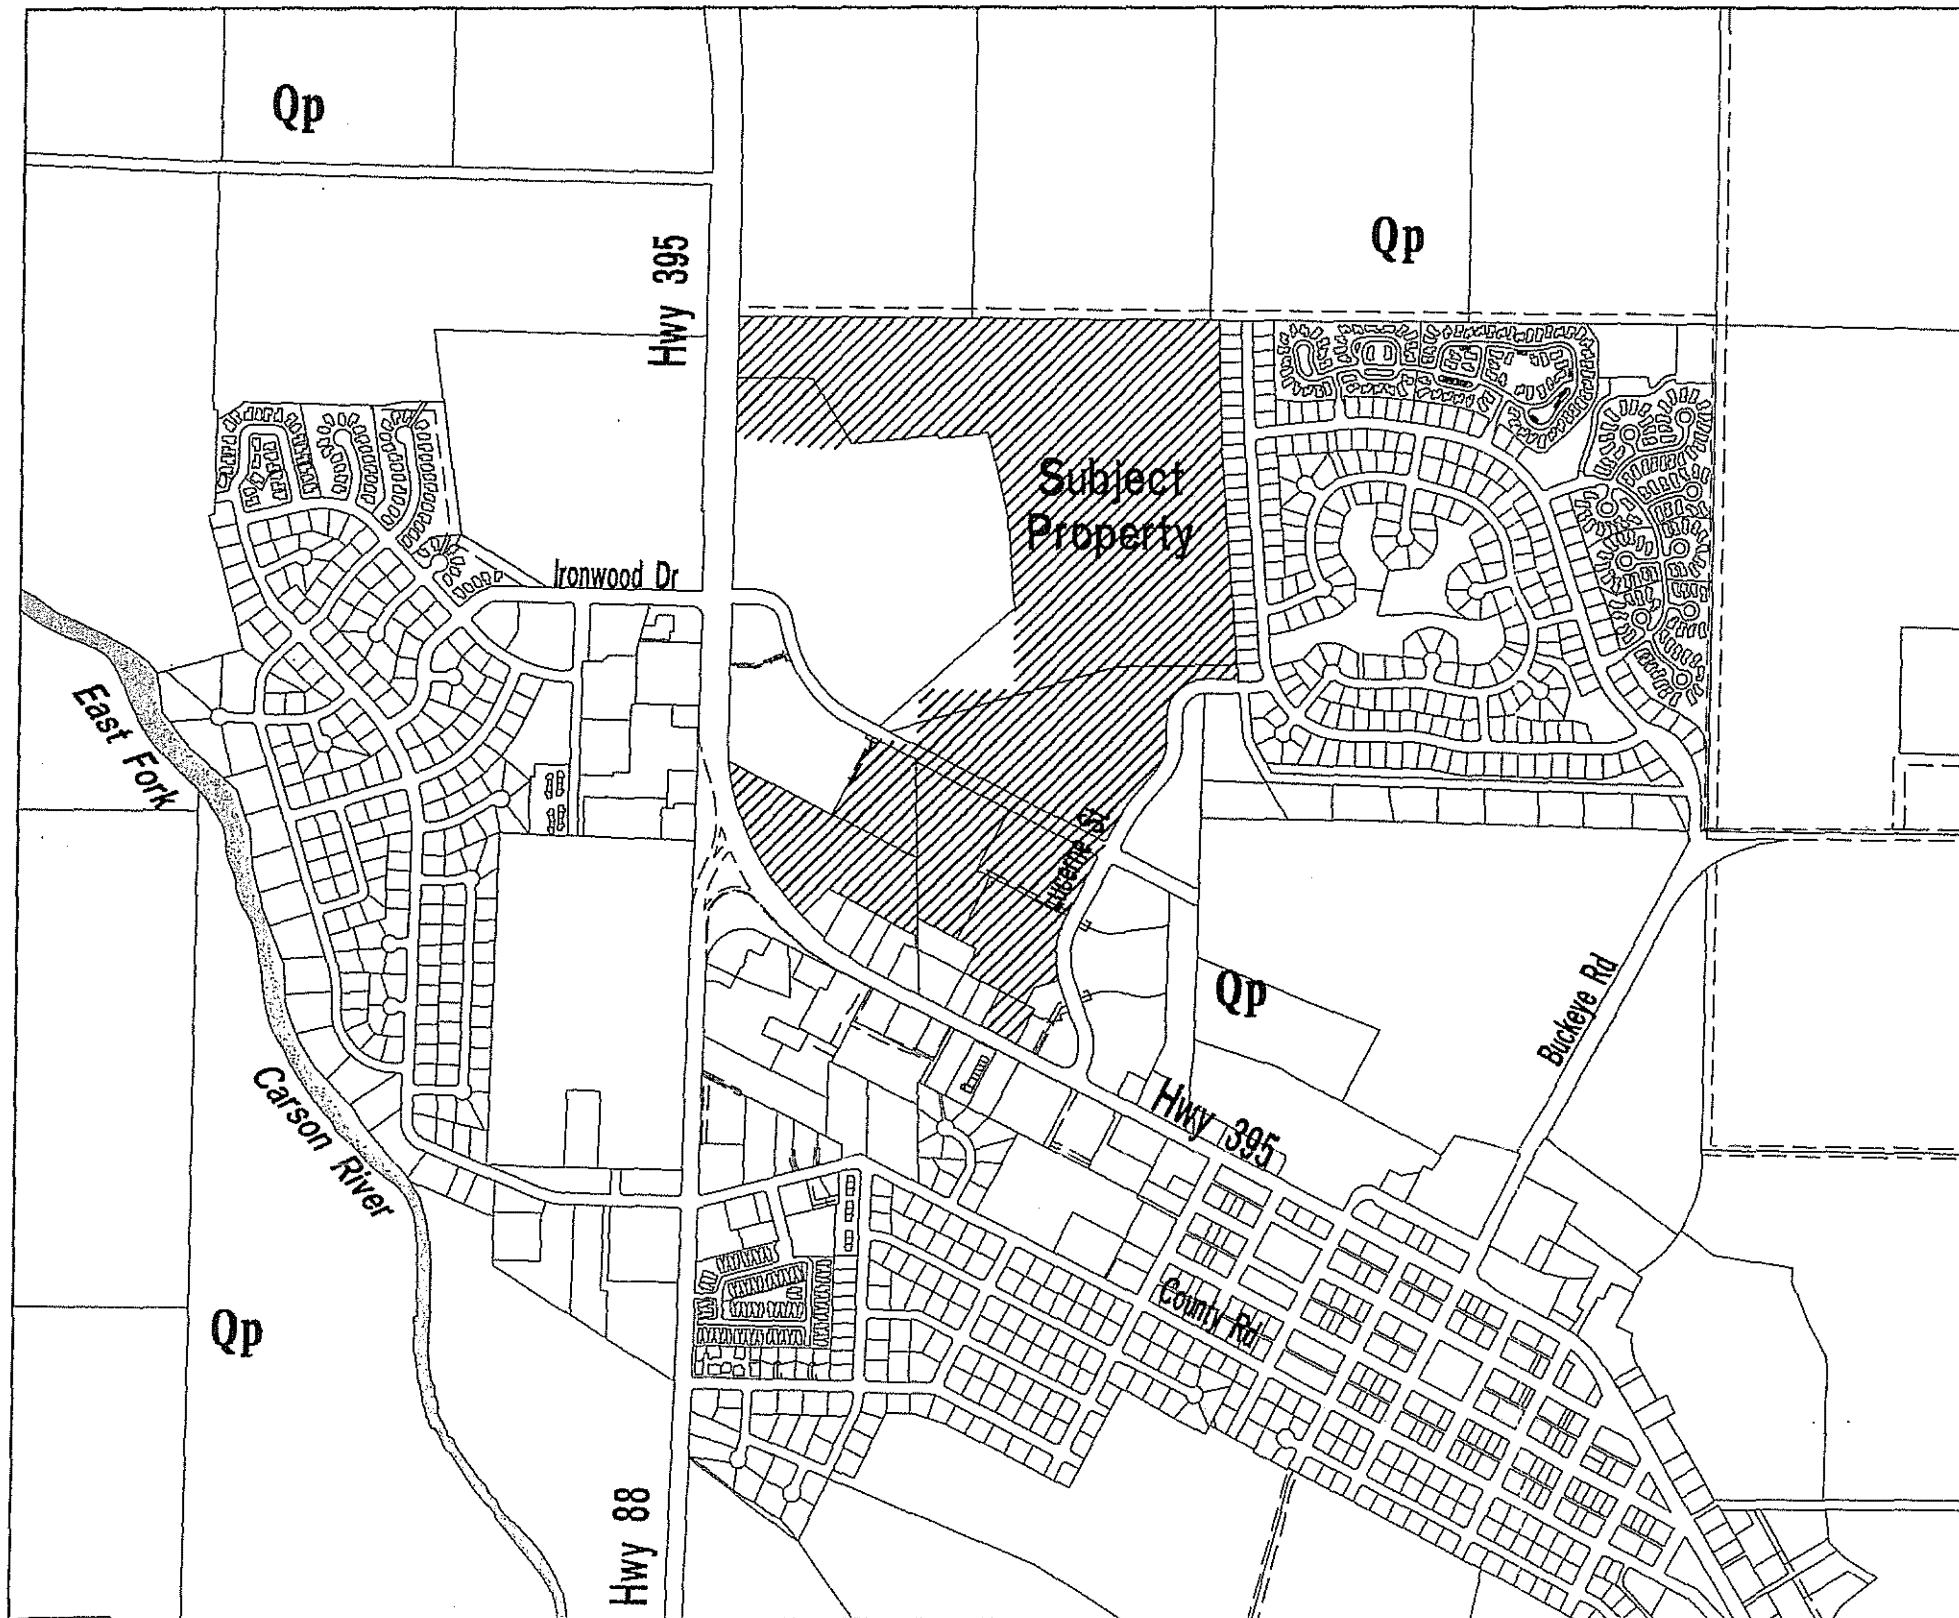 Qp
Qp
Hwy 395
Subject
Property
Ironwood Dr
East Fork
Lucerne St
Qp
Buckeye Rd
Carson River
Hwy 395
County Rd
Qp
Hwy 88